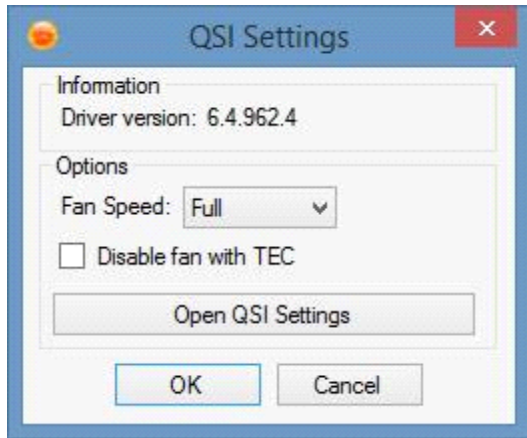 QSI Settings
Information
Driver version: 6.4.962.4
Options
Fan Speed: Full
Disable fan with TEC
Open QSI Settings
OK Cancel